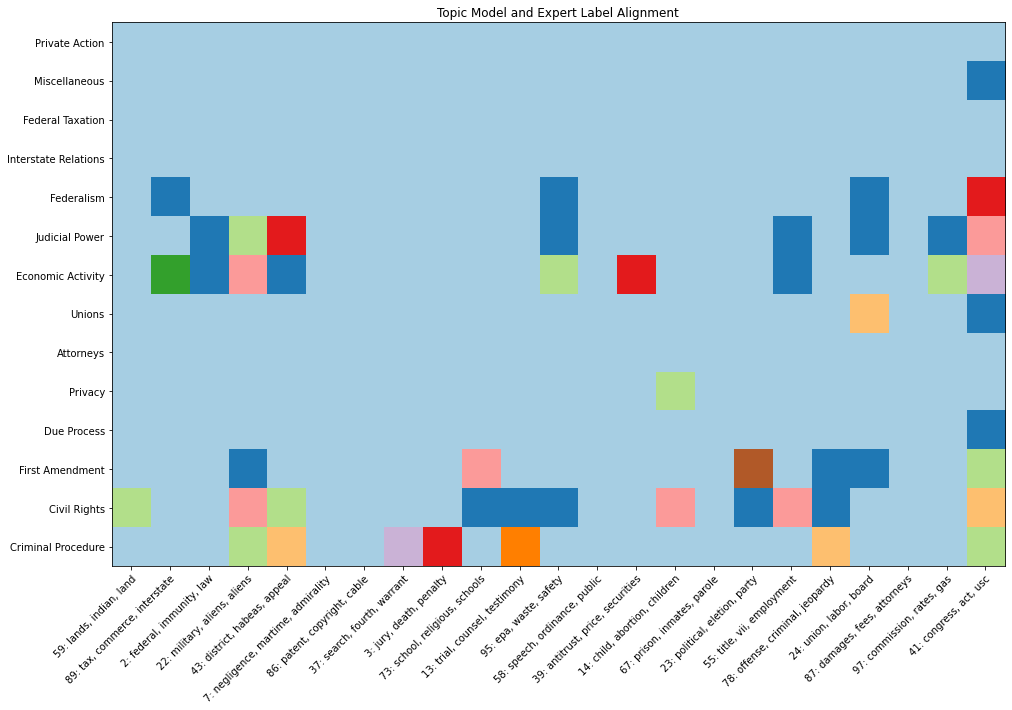 Topic Model and Expert Label Alignment
Private Action
Miscellaneous
Federal Taxation
Interstate Relations
Federalism
Judicial Power
Economic Activity
Unions
Attorneys
Privacy
Due Process
First Amendment
Civil Rights
Criminal Procedure
59: lands, indian, land
89: tax, commerce, interstate
2: federal, immunity, law
22: military, aliens, aliens
43: district, habeas, appeal
7: negligence, martime, admirality
86: patent, copyright, cable
37: search, fourth, warrant
3: jury, death, penalty
73: school, religious, schools
13: trial, counsel, testimony
95: epa, waste, safety
58: speech, ordinance, public
39: antitrust, price, securities
14: child, abortion, children
67: prison, inmates, parole
23: political, eletion, party
55: title, vii, employment
78: offense, criminal, jeopardy
24: union, labor, board
87: damages, fees, attorneys
97: commission, rates, gas
41: congress, act, usc